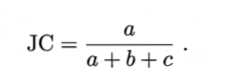 JC = a / (a + b + c) .